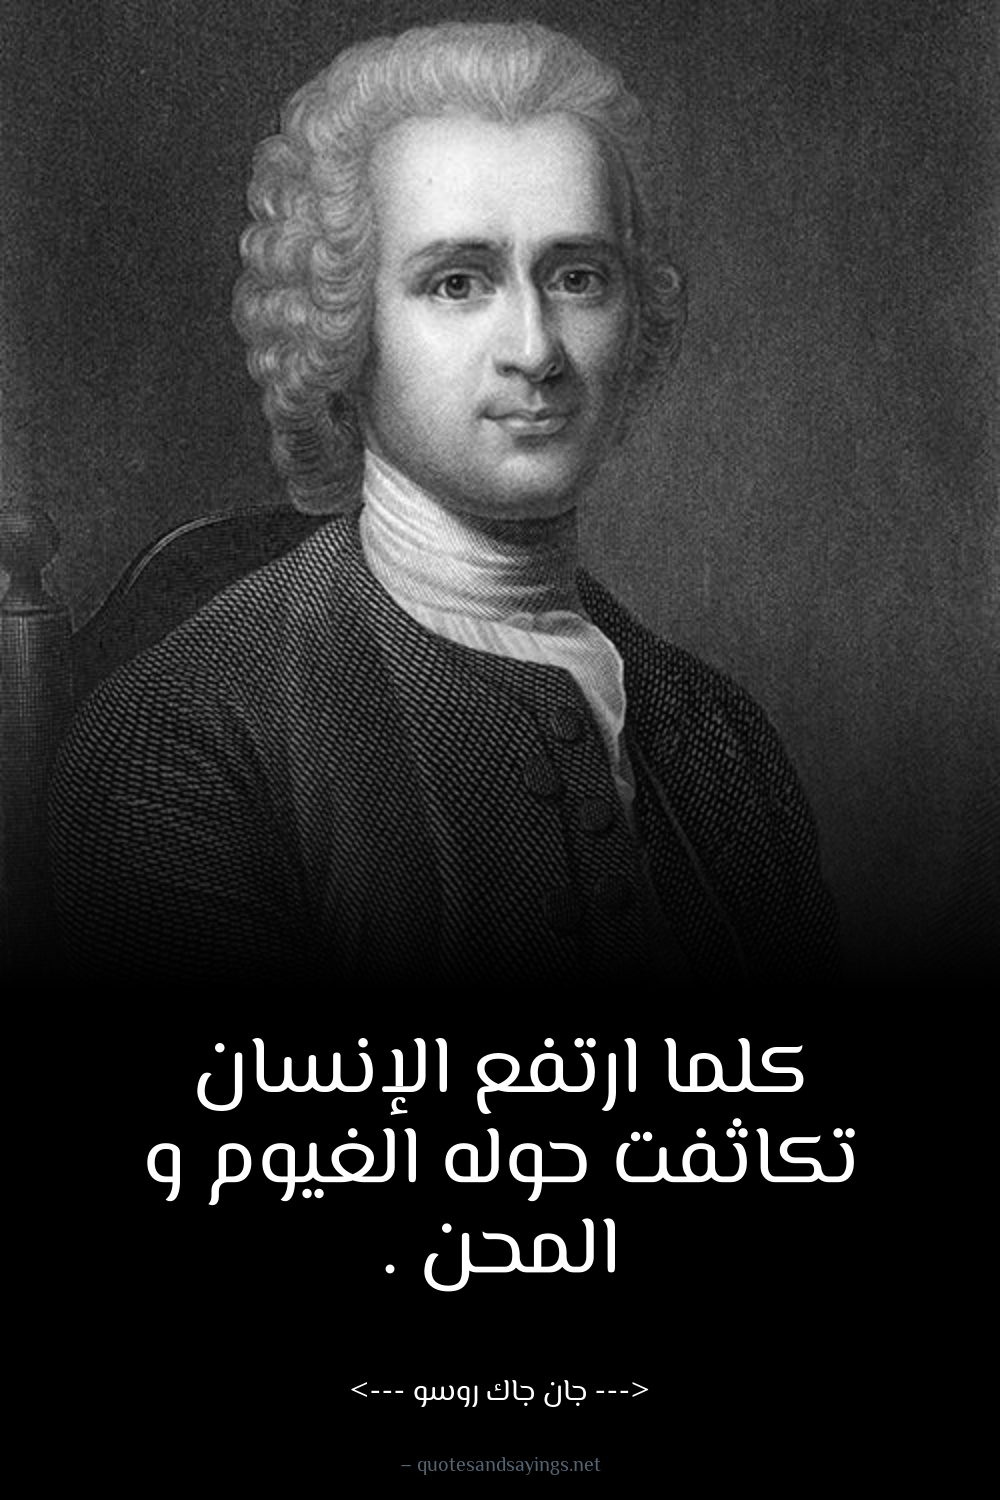 كلما ارتفع الإنسان
تكاثفت حوله الغيوم و
المحن .
<--- جان جاك روسو --->
– quotesandsayings.net